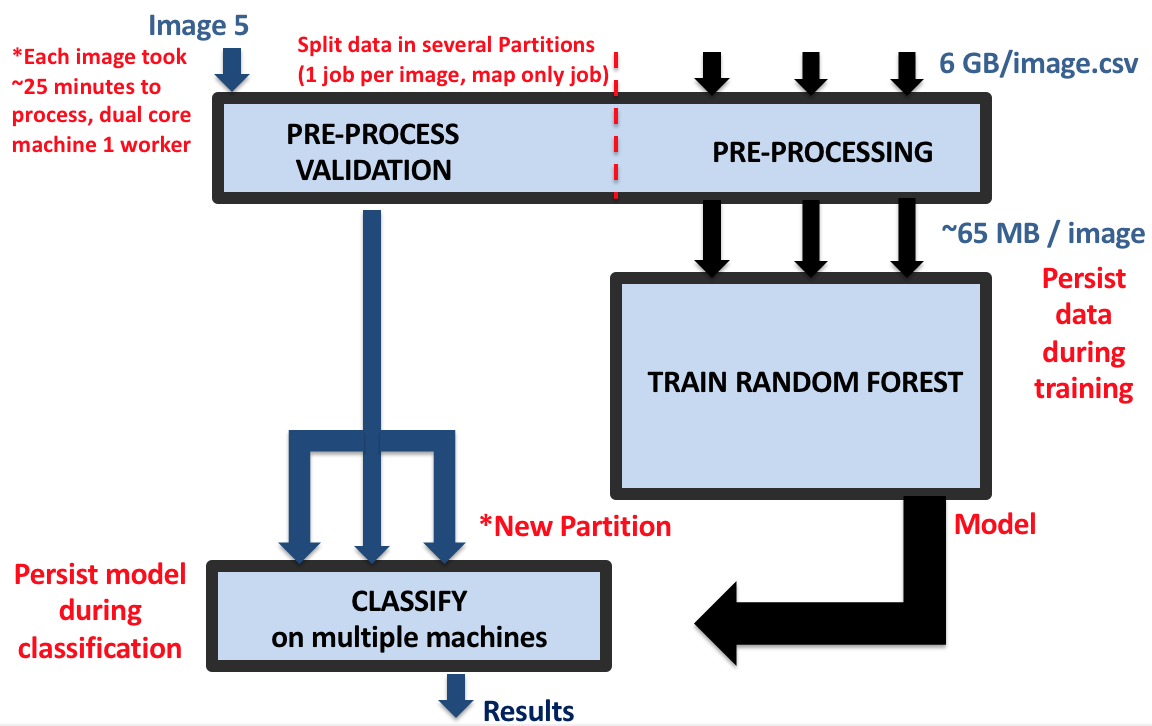 Image 5
*Each image took
~25 minutes to
process, dual core
machine 1 worker
Split data in several Partitions
(1 job per image, map only job)
6 GB/image.csv
PRE-PROCESS
VALIDATION
PRE-PROCESSING
~65 MB / image
Persist
data
during
training
TRAIN RANDOM FOREST
*New Partition
Model
Persist model
during
classification
CLASSIFY
on multiple machines
Results